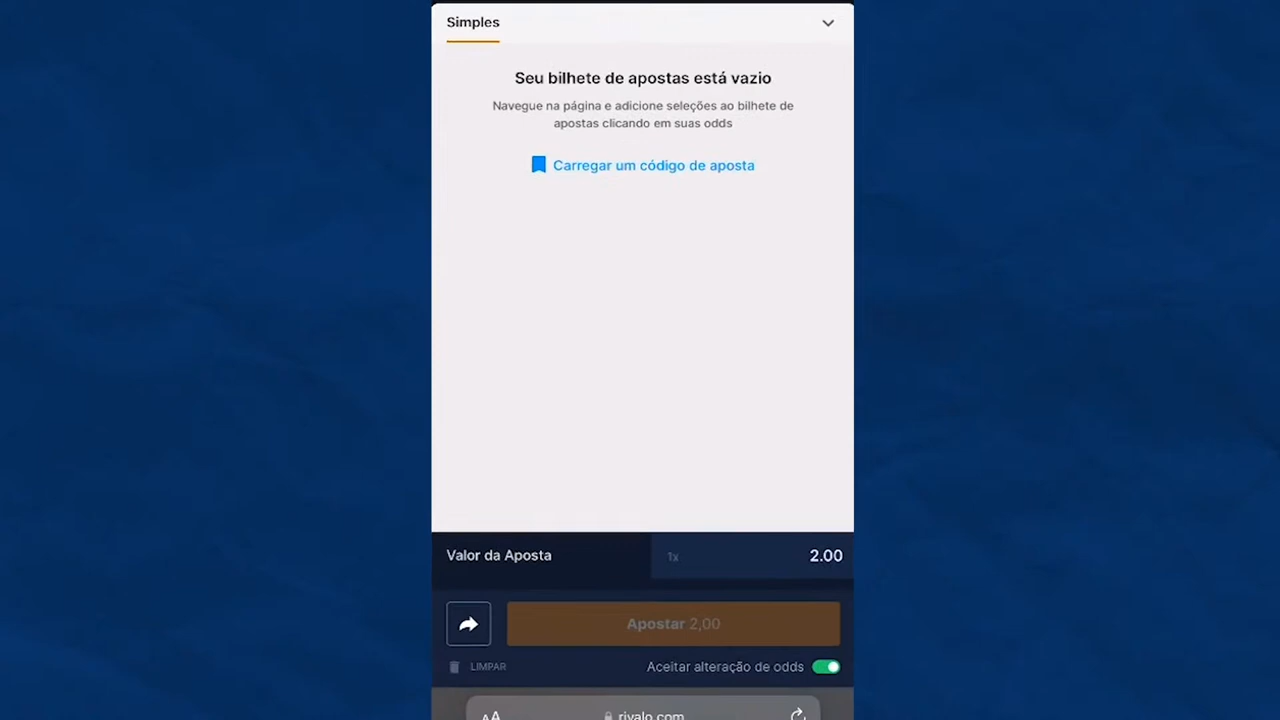 Simples
Seu bilhete de apostas está vazio
Navegue na página e adicione seleções ao bilhete de
apostas clicando em suas odds
Carregar um código de aposta
Valor da Aposta
1x
2.00
Apostar 2,00
LIMPAR
Aceitar alteração de odds
AA
rivalo.com